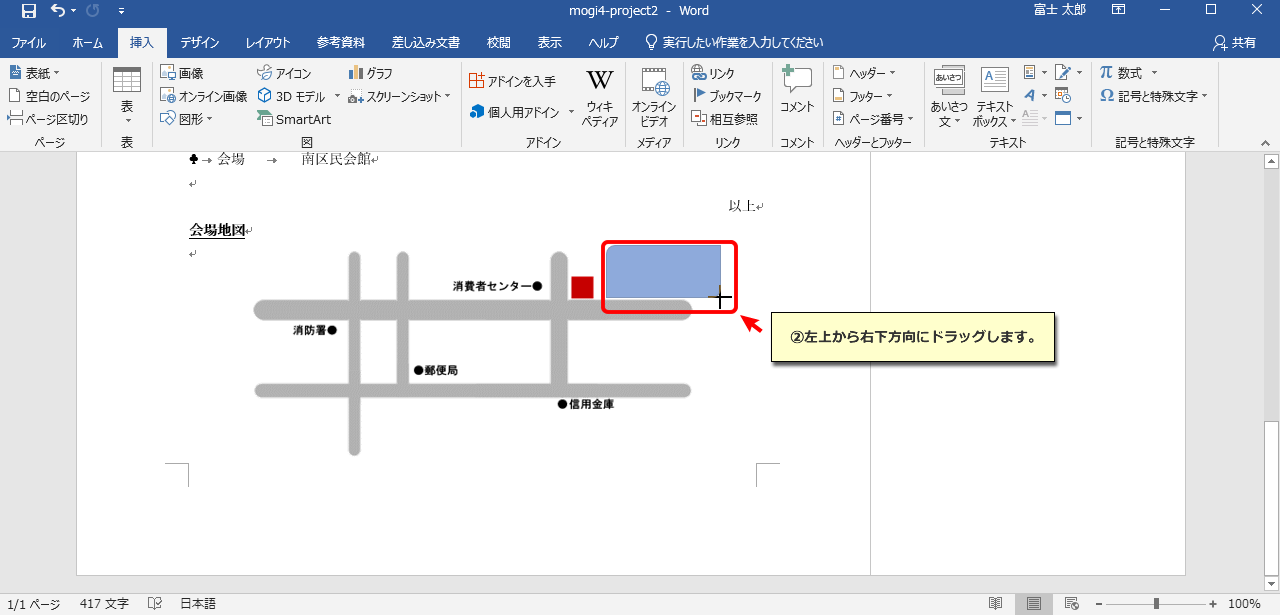 mogi4-project2 - Word
富士 太郎
ファイル ホーム 挿入 デザイン レイアウト 参考資料 差し込み文書 校閲 表示 ヘルプ 実行したい作業を入力してください 共有
表紙
空白のページ
ページ区切り
ページ
表
表
画像
オンライン画像
図形
アイコン
3D モデル
SmartArt
グラフ
スクリーンショット
図
アドインを入手
個人用アドイン
ウィキ
ペディア
アドイン
オンライン
ビデオ
メディア
リンク
ブックマーク
相互参照
リンク
コメント
コメント
ヘッダー
フッター
ページ番号
ヘッダーとフッター
あいさつ
あいさつ
文
テキスト
ボックス
テキスト
π 数式
Ω 記号と特殊文字
記号と特殊文字
♣→会場 → 南区民会館
以上
会場地図
消費者センター●
消防署●
●郵便局
●信用金庫
②左上から右下方向にドラッグします。
1/1 ページ 417 文字 日本語 100%